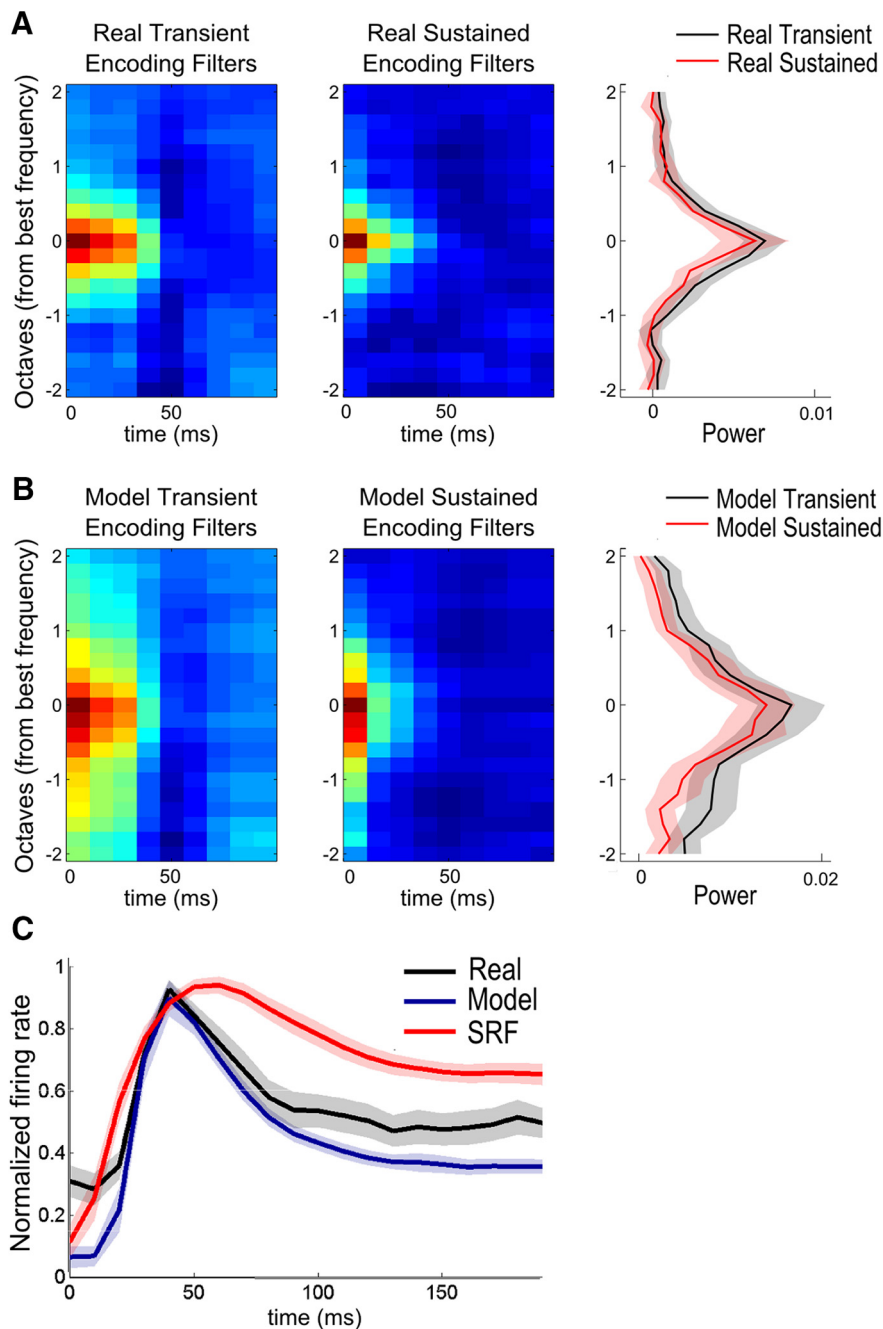 A
Real Transient
Encoding Filters
Real Sustained
Encoding Filters
Real Transient
Real Sustained
Octaves (from best frequency)
2
1
0
-1
-2
0
50
time (ms)
2
1
0
-1
-2
0
50
time (ms)
2
1
0
-1
-2
0
0.01
Power
B
Model Transient
Encoding Filters
Model Sustained
Encoding Filters
Model Transient
Model Sustained
Octaves (from best frequency)
2
1
0
-1
-2
0
50
time (ms)
2
1
0
-1
-2
0
50
time (ms)
2
1
0
-1
-2
0
0.02
Power
C
Real
Model
SRF
Normalized firing rate
1
0.8
0.6
0.4
0.2
0
0
50
100
150
time (ms)